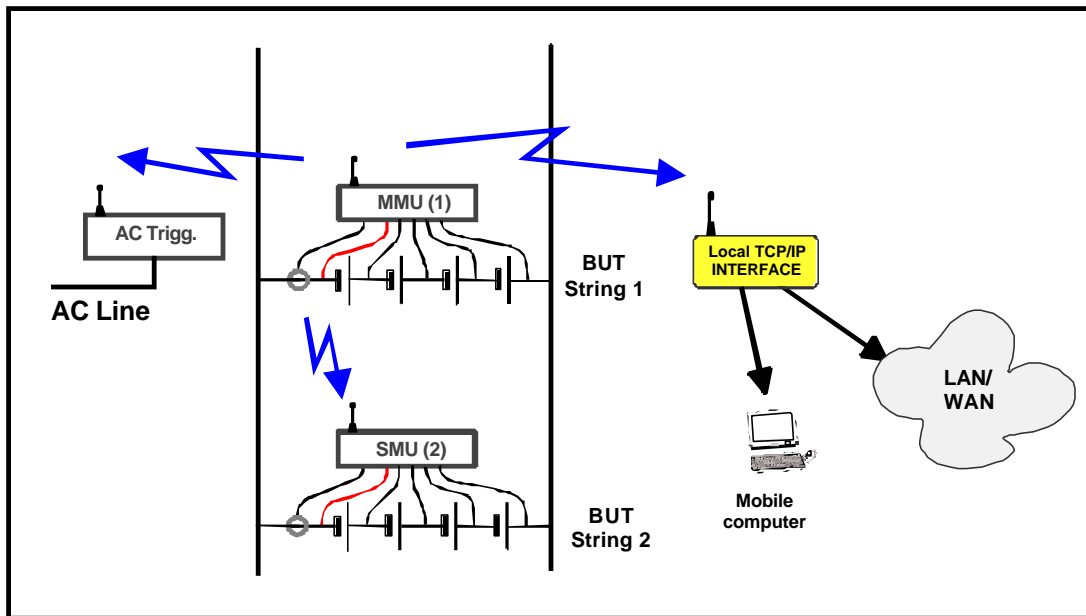 MMU (1)
AC Trigg.
AC Line
BUT
String 1
Local TCP/IP
INTERFACE
LAN/
WAN
SMU (2)
BUT
String 2
Mobile
computer